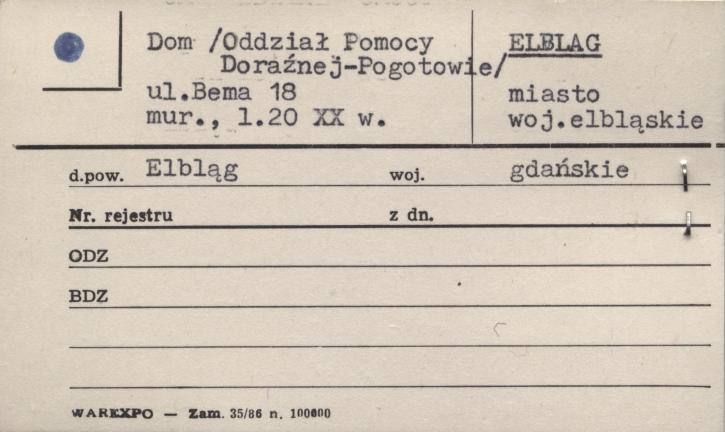 Dom /Oddział Pomocy
Doraźnej-Pogotowie/
ul.Bema 18
mur., l.20 XX w.
ELBLAG
miasto
woj.elbląskie
d.pow. Elbląg woj. gdańskie
Nr. rejestru z dn.
ODZ
BDZ
WAREXPO — Zam. 35/86 n. 100000